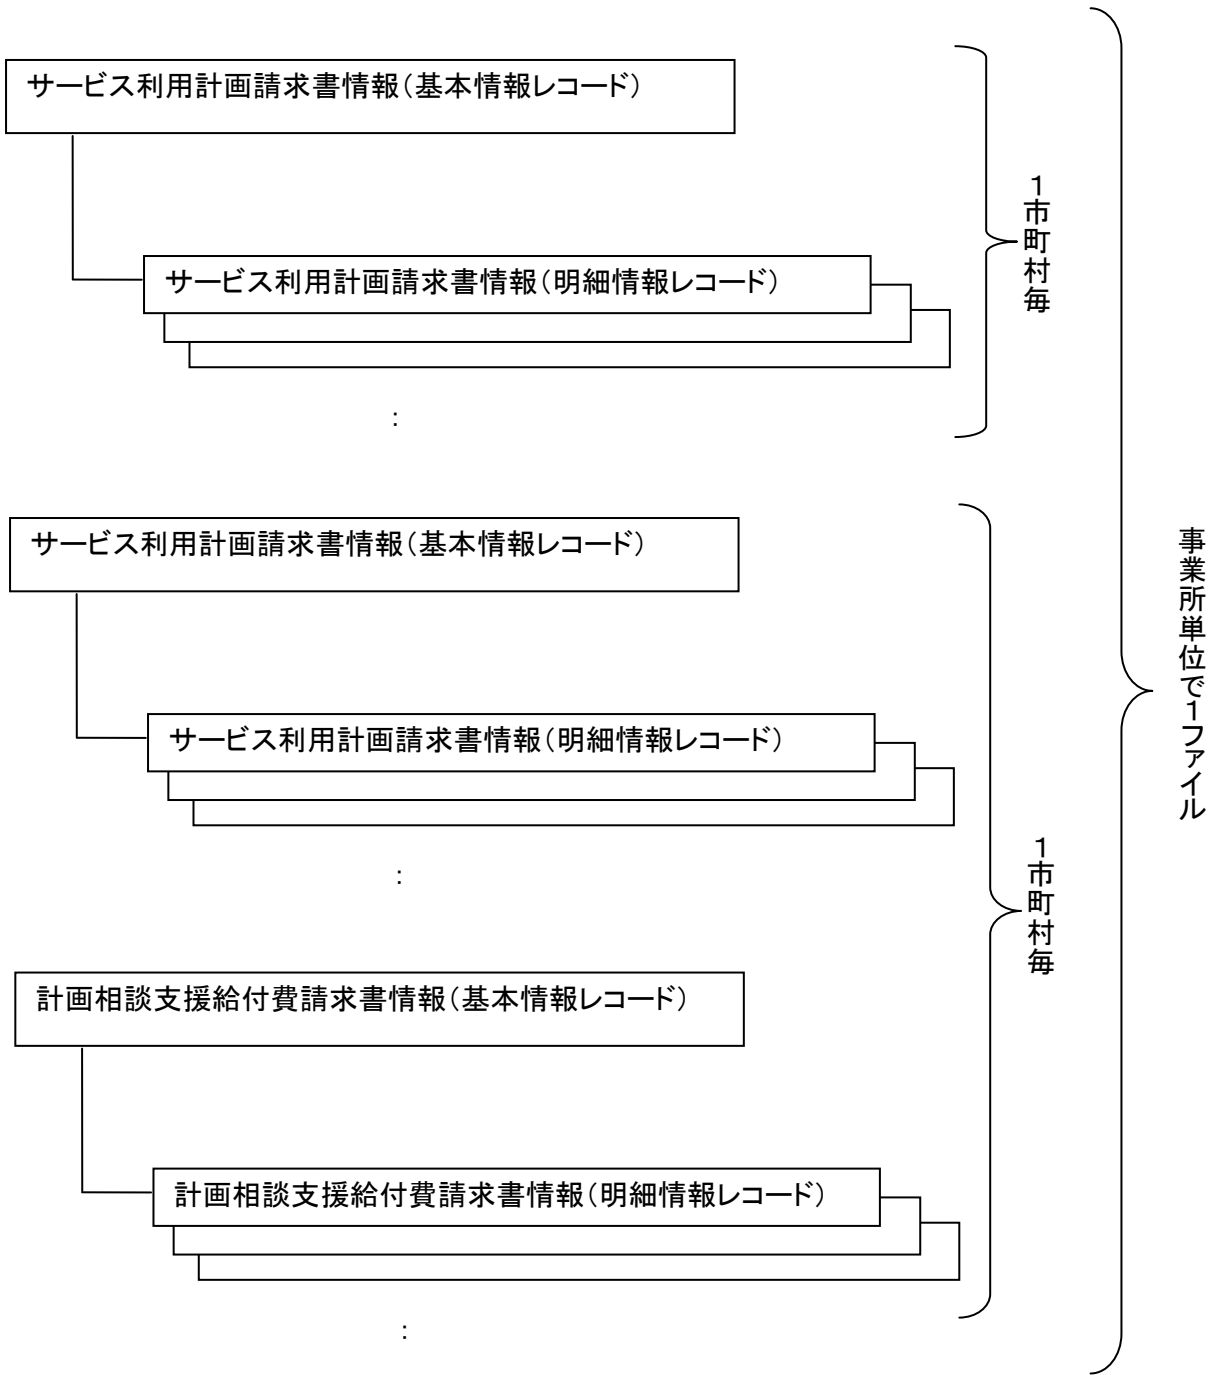 サービス利用計画請求書情報（基本情報レコード）
サービス利用計画請求書情報（明細情報レコード）
：
１市町村毎
サービス利用計画請求書情報（基本情報レコード）
サービス利用計画請求書情報（明細情報レコード）
：
計画相談支援給付費請求書情報（基本情報レコード）
計画相談支援給付費請求書情報（明細情報レコード）
：
１市町村毎
事業所単位で１ファイル